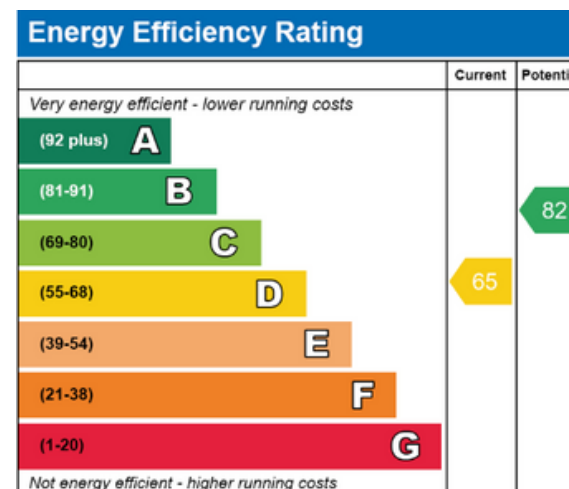 Energy Efficiency Rating
Current Potenti
Very energy efficient - lower running costs
(92 plus) A
(81-91) B
82
(69-80) C
65
(55-68) D
(39-54) E
(21-38) F
(1-20) G
Not energy efficient - higher running costs